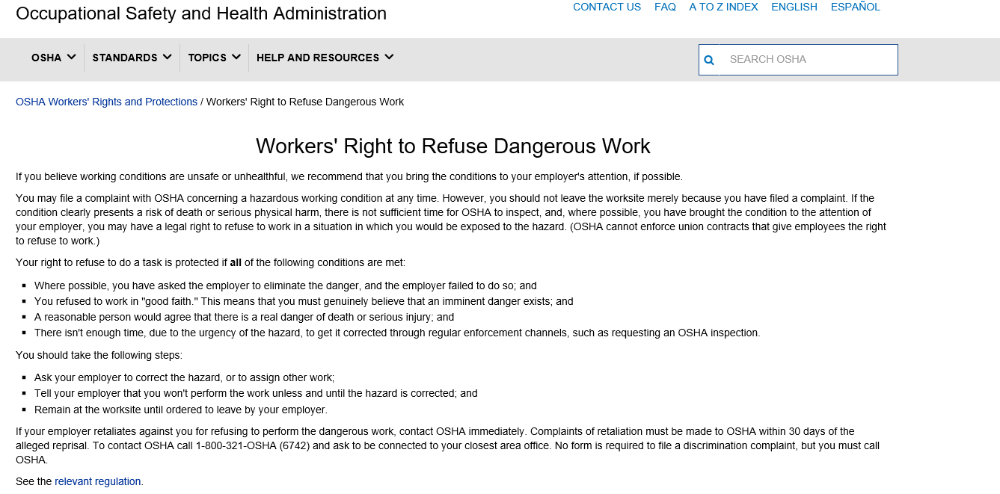 Occupational Safety and Health Administration
CONTACT US FAQ A TO Z INDEX ENGLISH ESPAÑOL
OSHA STANDARDS TOPICS HELP AND RESOURCES
SEARCH OSHA
OSHA Workers' Rights and Protections / Workers' Right to Refuse Dangerous Work
Workers' Right to Refuse Dangerous Work
If you believe working conditions are unsafe or unhealthful, we recommend that you bring the conditions to your employer's attention, if possible.
You may file a complaint with OSHA concerning a hazardous working condition at any time. However, you should not leave the worksite merely because you have filed a complaint. If the
condition clearly presents a risk of death or serious physical harm, there is not sufficient time for OSHA to inspect, and, where possible, you have brought the condition to the attention of
your employer, you may have a legal right to refuse to work in a situation in which you would be exposed to the hazard. (OSHA cannot enforce union contracts that give employees the right
to refuse to work.)
Your right to refuse to do a task is protected if all of the following conditions are met:
▪ Where possible, you have asked the employer to eliminate the danger, and the employer failed to do so; and
▪ You refused to work in "good faith." This means that you must genuinely believe that an imminent danger exists; and
▪ A reasonable person would agree that there is a real danger of death or serious injury; and
▪ There isn't enough time, due to the urgency of the hazard, to get it corrected through regular enforcement channels, such as requesting an OSHA inspection.
You should take the following steps:
▪ Ask your employer to correct the hazard, or to assign other work;
▪ Tell your employer that you won't perform the work unless and until the hazard is corrected; and
▪ Remain at the worksite until ordered to leave by your employer.
If your employer retaliates against you for refusing to perform the dangerous work, contact OSHA immediately. Complaints of retaliation must be made to OSHA within 30 days of the
alleged reprisal. To contact OSHA call 1-800-321-OSHA (6742) and ask to be connected to your closest area office. No form is required to file a discrimination complaint, but you must call
OSHA.
See the relevant regulation.